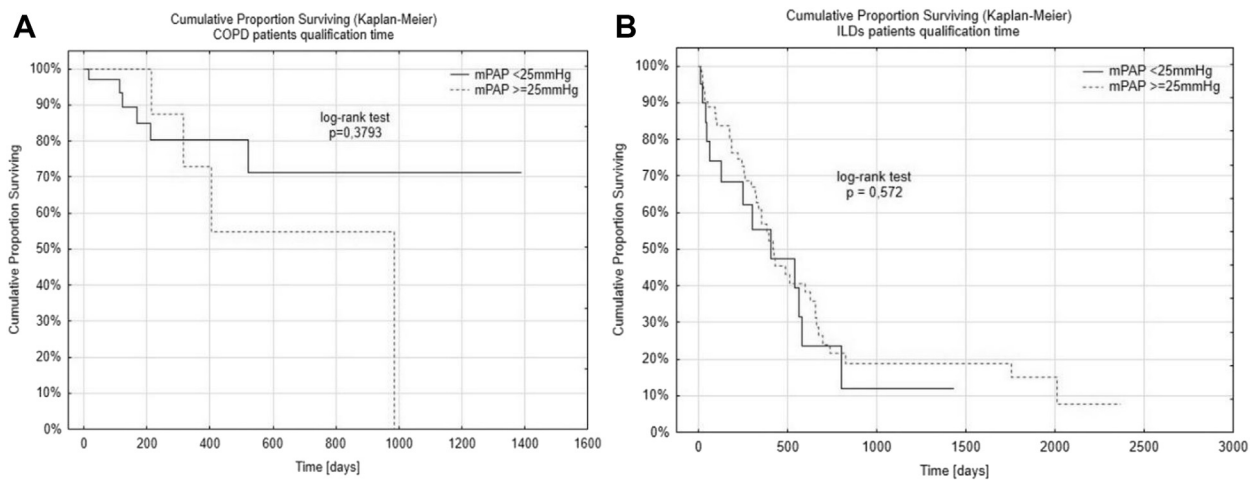 A
Cumulative Proportion Surviving (Kaplan-Meier)
COPD patients qualification time
mPAP <25mmHg
mPAP >=25mmHg
log-rank test
p=0,3793
Cumulative Proportion Surviving
100%
90%
80%
70%
60%
50%
40%
30%
20%
10%
0%
0 200 400 600 800 1000 1200 1400 1600
Time [days]
B
Cumulative Proportion Surviving (Kaplan-Meier)
ILDs patients qualification time
mPAP <25mmHg
mPAP >=25mmHg
log-rank test
p = 0,572
Cumulative Proportion Surviving
100%
90%
80%
70%
60%
50%
40%
30%
20%
10%
0%
0 500 1000 1500 2000 2500 3000
Time [days]